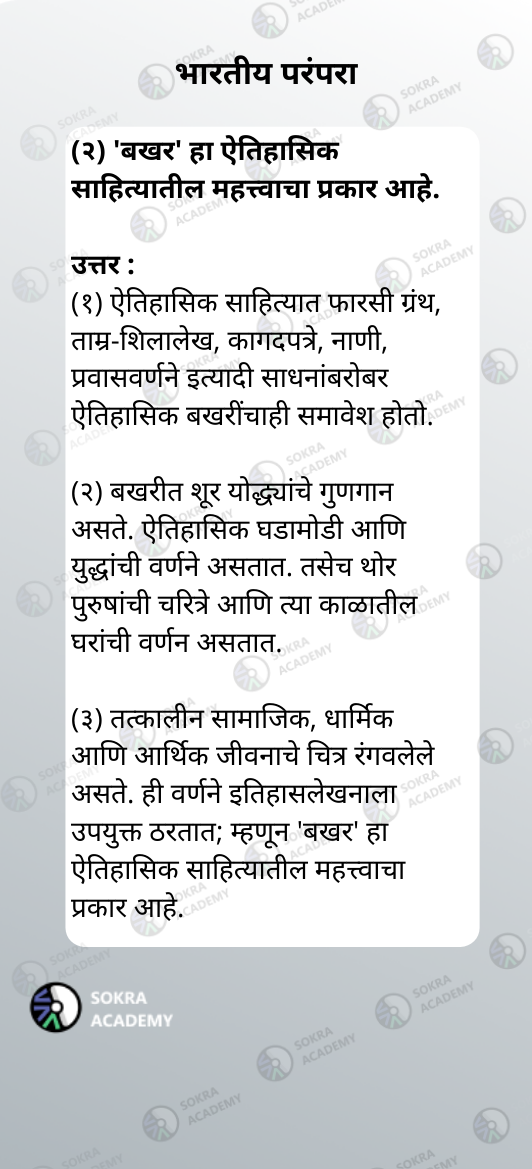 भारतीय परंपरा
(२) 'बखर' हा ऐतिहासिक
साहित्यातील महत्त्वाचा प्रकार आहे.
उत्तर :
(१) ऐतिहासिक साहित्यात फारसी ग्रंथ,
ताम्र-शिलालेख, कागदपत्रे, नाणी,
प्रवासवर्णने इत्यादी साधनांबरोबर
ऐतिहासिक बखरींचाही समावेश होतो.
(२) बखरीत शूर योद्ध्यांचे गुणगान
असते. ऐतिहासिक घडामोडी आणि
युद्धांची वर्णने असतात. तसेच थोर
पुरुषांची चरित्रे आणि त्या काळातील
घरांची वर्णन असतात.
(३) तत्कालीन सामाजिक, धार्मिक
आणि आर्थिक जीवनाचे चित्र रंगवलेले
असते. ही वर्णने इतिहासलेखनाला
उपयुक्त ठरतात; म्हणून 'बखर' हा
ऐतिहासिक साहित्यातील महत्त्वाचा
प्रकार आहे.
SOKRA
ACADEMY